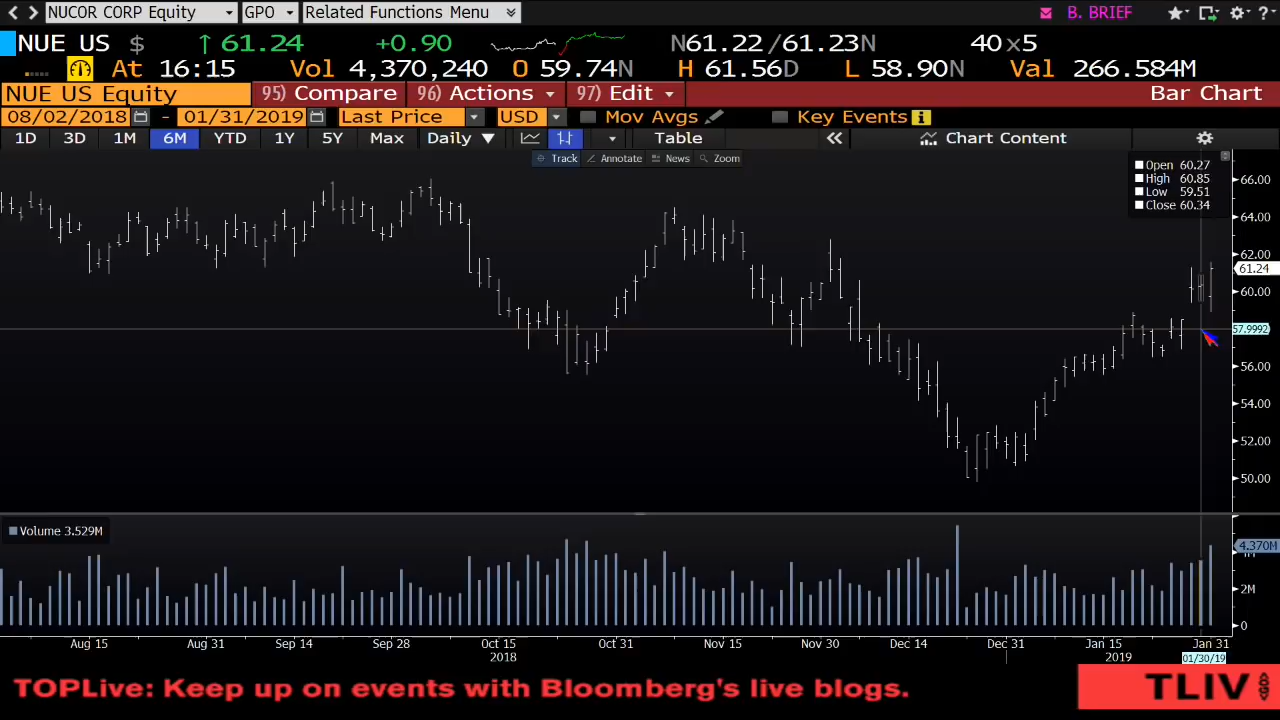 NUCOR CORP Equity GPO Related Functions Menu B. BRIEF ?
NUE US $ ↑ 61.24 +0.90 N61.22/61.23N 40x5
At 16:15 Vol 4,370,240 O 59.74N H 61.56D L 58.90N Val 266.584M
NUE US Equity 95) Compare 96) Actions 97) Edit Bar Chart
08/02/2018 - 01/31/2019 Last Price USD Mov Avgs Key Events i
1D 3D 1M 6M YTD 1Y 5Y Max Daily ▼ Table « Chart Content
Track Annotate News Zoom
Open 60.27
High 60.85
Low 59.51
Close 60.34
66.00
64.00
62.00
61.24
60.00
57.9992
56.00
54.00
52.00
50.00
Volume 3.529M
4.370M
2M
0
Aug 15 Aug 31 Sep 14 Sep 28 Oct 15 Oct 31 Nov 15 Nov 30 Dec 14 Dec 31 Jan 15 Jan 31
2018 2019 01/30/19
TOPLive: Keep up on events with Bloomberg's live blogs.
TLIV